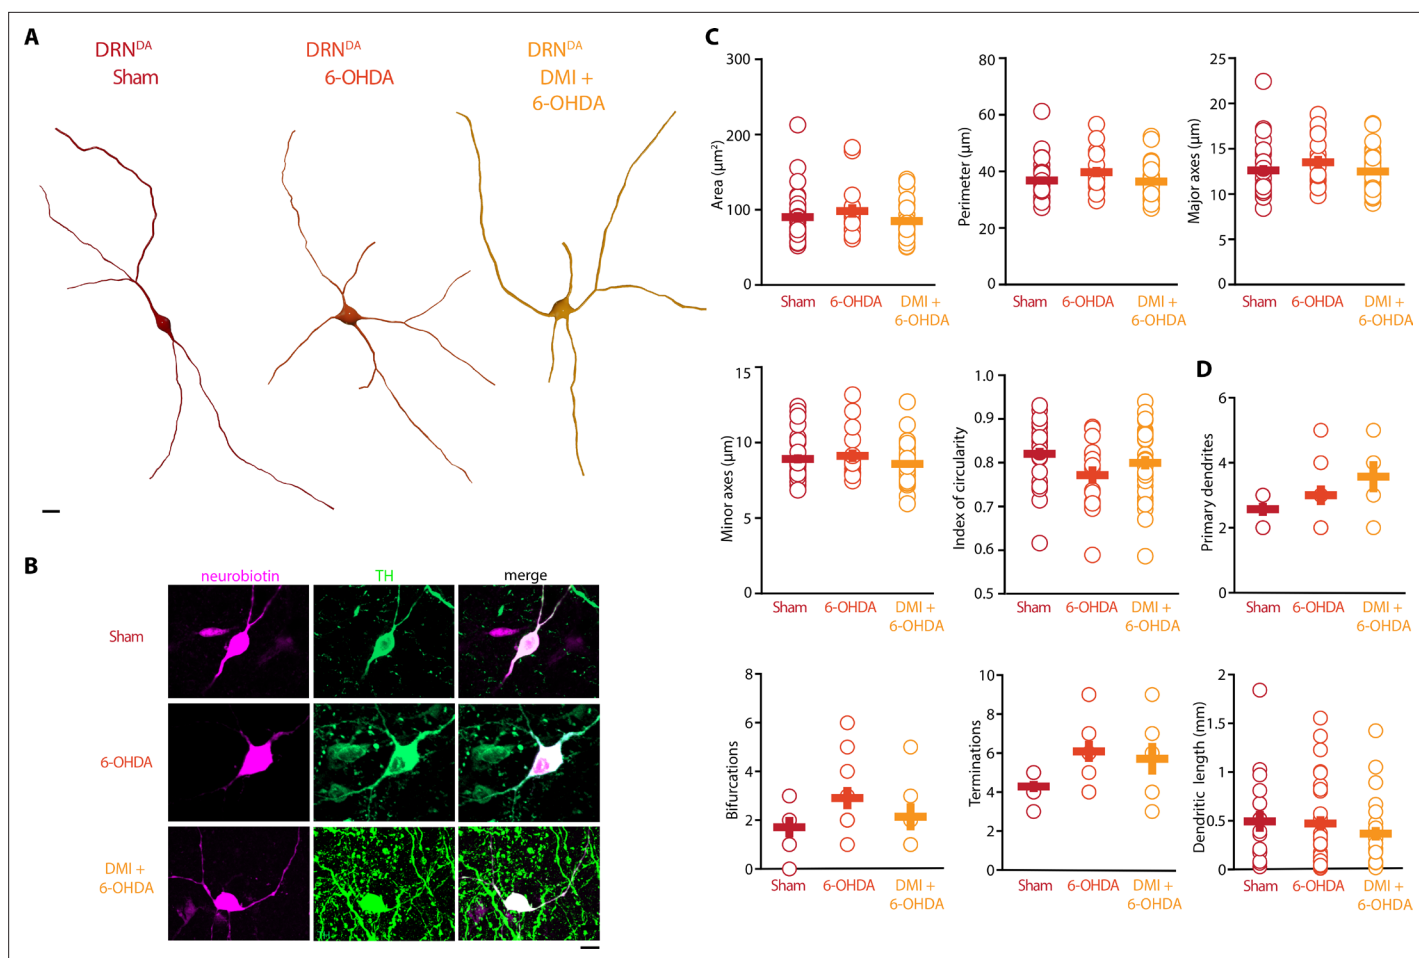 A
DRNDA
Sham
DRNDA
6-OHDA
DRNDA
DMI +
6-OHDA
B
neurobiotin
TH
merge
Sham
6-OHDA
DMI +
6-OHDA
C
300
200
100
0
Area (µm²)
Sham
6-OHDA
DMI +
6-OHDA
80
60
40
20
0
Perimeter (µm)
Sham
6-OHDA
DMI +
6-OHDA
25
20
15
10
5
0
Major axes (µm)
Sham
6-OHDA
DMI +
6-OHDA
15
10
5
0
Minor axes (µm)
Sham
6-OHDA
DMI +
6-OHDA
1.0
0.9
0.8
0.7
0.6
0.5
Index of circularity
Sham
6-OHDA
DMI +
6-OHDA
D
6
4
2
0
Primary dendrites
Sham
6-OHDA
DMI +
6-OHDA
8
6
4
2
0
Bifurcations
Sham
6-OHDA
DMI +
6-OHDA
10
8
6
4
2
0
Terminations
Sham
6-OHDA
DMI +
6-OHDA
2
1.5
1
0.5
0
Dendritic length (mm)
Sham
6-OHDA
DMI +
6-OHDA